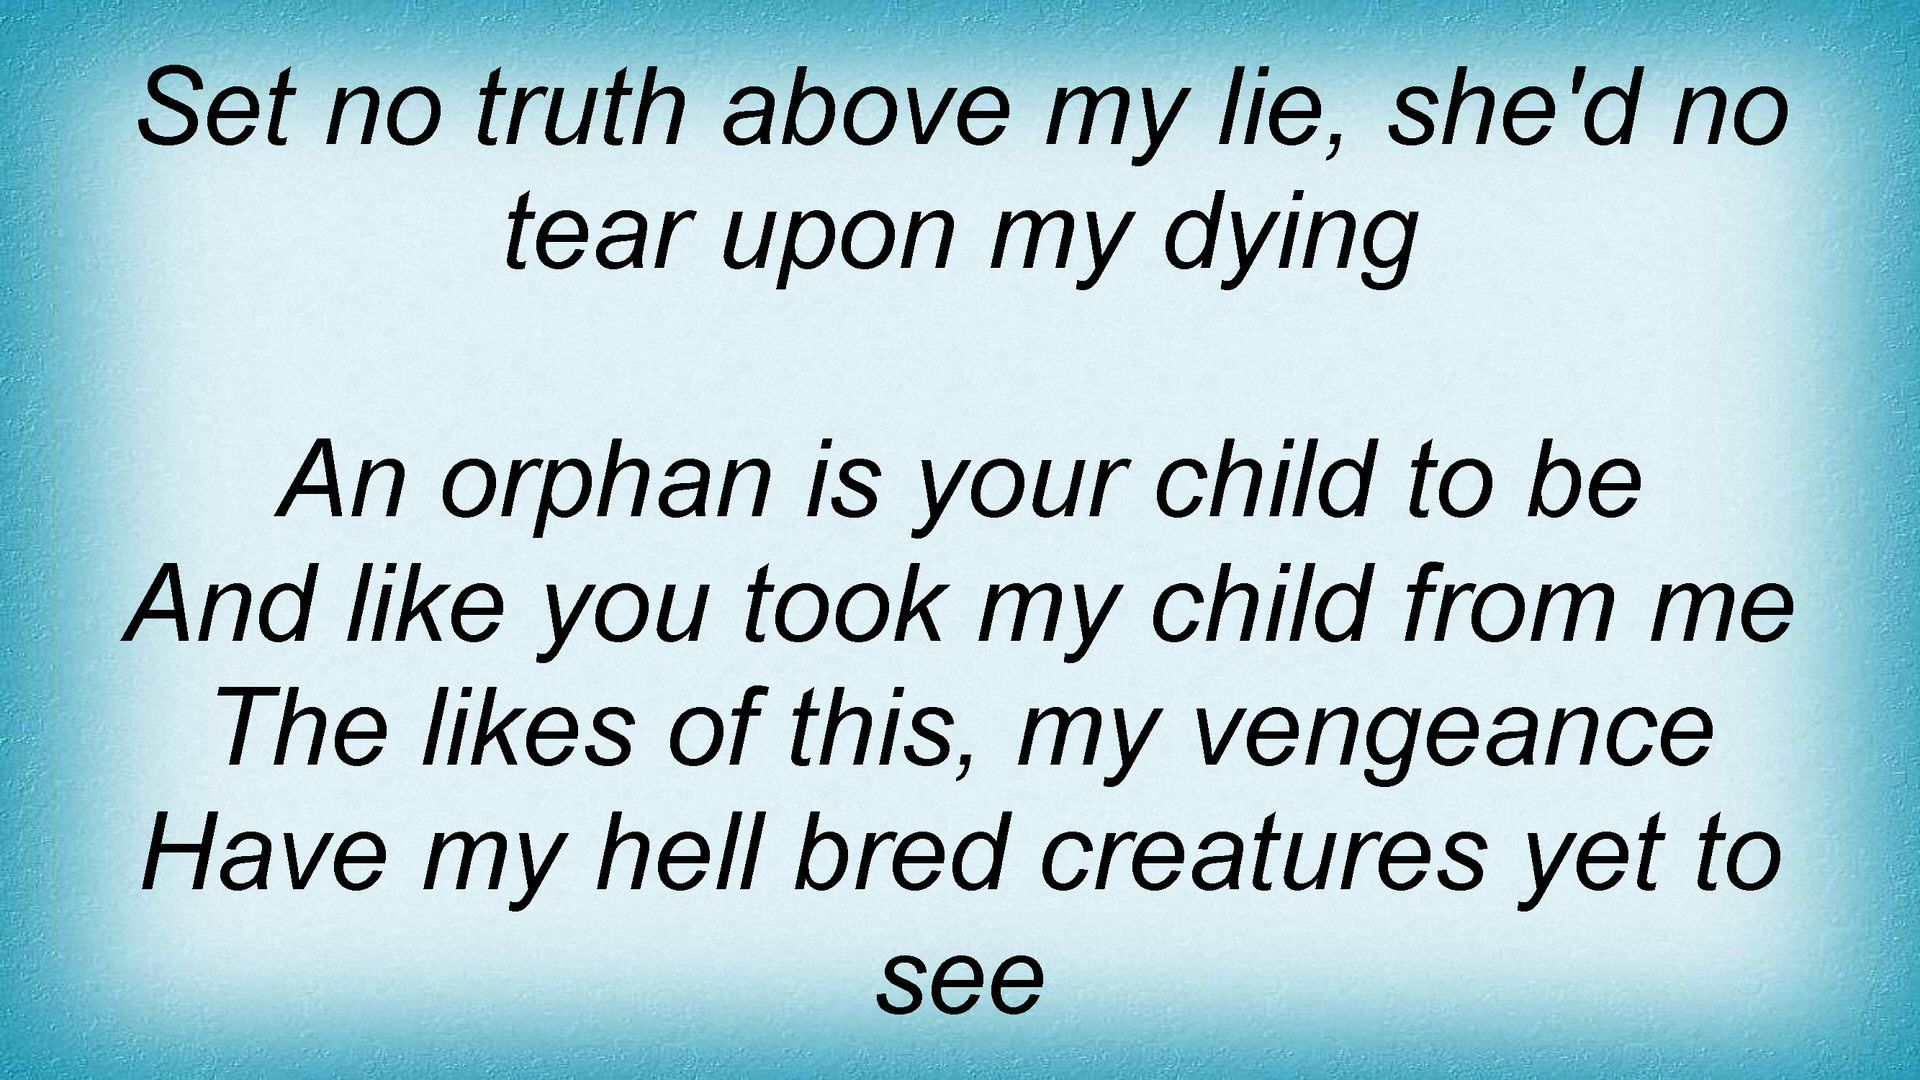 Set no truth above my lie, she'd no
tear upon my dying
An orphan is your child to be
And like you took my child from me
The likes of this, my vengeance
Have my hell bred creatures yet to
see